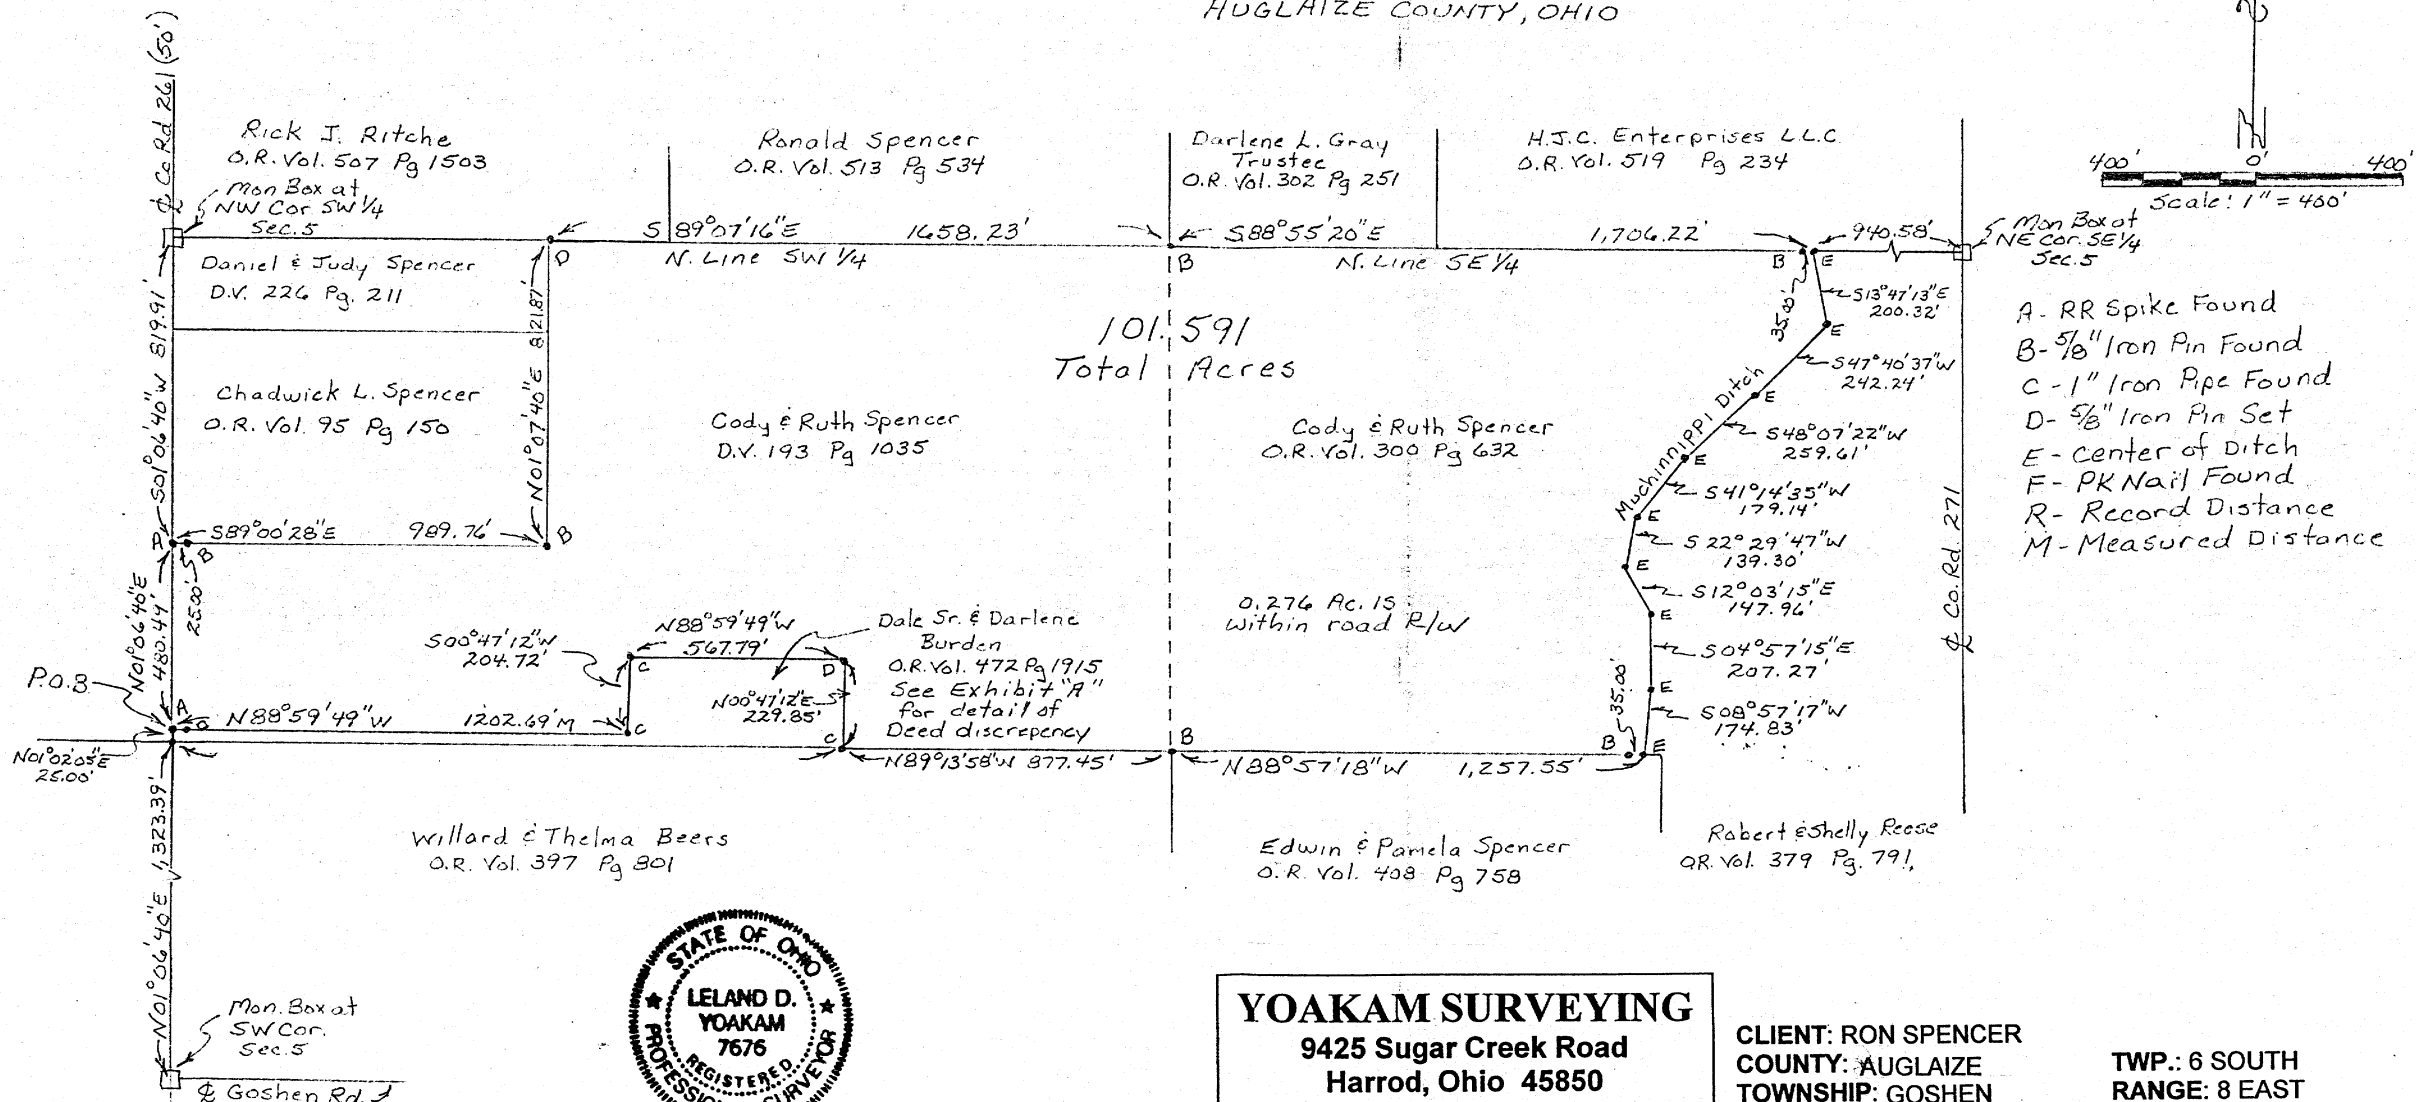 AUGLAIZE COUNTY, OHIO
℄ Co Rd 261 (50')
Rick J. Ritche
O.R. Vol. 507 Pg 1503
Mon Box at
NW Cor SW 1/4
Sec. 5
Ronald Spencer
O.R. Vol. 513 Pg 534
Darlene L. Gray
Trustee
O.R. Vol. 302 Pg 251
H.J.C. Enterprises L.L.C.
O.R. Vol. 519 Pg 234
N
400' 0' 400'
Scale: 1" = 400'
S 89°07'16"E 1658.23'
N. Line SW 1/4
S88°55'20"E 1,706.22'
N. Line SE 1/4
940.58'
Mon Box at
NE Cor. SE 1/4
Sec. 5
D
B
B
E
Daniel & Judy Spencer
D.V. 226 Pg. 211
S01°06'40"W 819.91'
N01°07'40"E 821.87'
Chadwick L. Spencer
O.R. Vol. 95 Pg 150
101.591
Total Acres
Cody & Ruth Spencer
D.V. 193 Pg 1035
Cody & Ruth Spencer
O.R. Vol. 300 Pg 632
35.00'
S13°47'13"E
200.32'
E
S47°40'37"W
242.24'
Muchinnippi Ditch
E
S48°07'22"W
259.61'
E
S41°14'35"W
179.14'
E
S22°29'47"W
139.30'
E
S12°03'15"E
147.96'
E
S04°57'15"E
207.27'
E
S08°57'17"W
174.83'
℄ Co. Rd. 271
A - RR Spike Found
B - 5/8" Iron Pin Found
C - 1" Iron Pipe Found
D - 5/8" Iron Pin Set
E - Center of Ditch
F - PK Nail Found
R - Record Distance
M - Measured Distance
S89°00'28"E 989.76'
B
B
25.00'
N01°06'40"E
480.44'
P.O.B.
A
N88°59'49"W 1202.69'M
S00°47'12"W
204.72'
C
C
N88°59'49"W
567.79'
D
N00°47'12"E
229.85'
C
Dale Sr. & Darlene
Burden
O.R. Vol. 472 Pg 1915
See Exhibit "A"
for detail of
Deed discrepency
0.276 Ac. is
within road R/W
35.00'
N01°02'05"E
25.00'
N89°13'58"W 877.45'
B
N88°57'18"W 1,257.55'
B
E
N01°06'40"E 1,323.39'
Willard & Thelma Beers
O.R. Vol. 397 Pg 801
Edwin & Pamela Spencer
O.R. Vol. 408 Pg 758
Robert & Shelly Reese
OR. Vol. 379 Pg. 791
Mon. Box at
SW Cor.
Sec. 5
℄ Goshen Rd.
STATE OF OHIO
LELAND D.
YOAKAM
7676
REGISTERED
PROFESSIONAL SURVEYOR
YOAKAM SURVEYING
9425 Sugar Creek Road
Harrod, Ohio 45850
CLIENT: RON SPENCER
COUNTY: AUGLAIZE
TOWNSHIP: GOSHEN
TWP.: 6 SOUTH
RANGE: 8 EAST